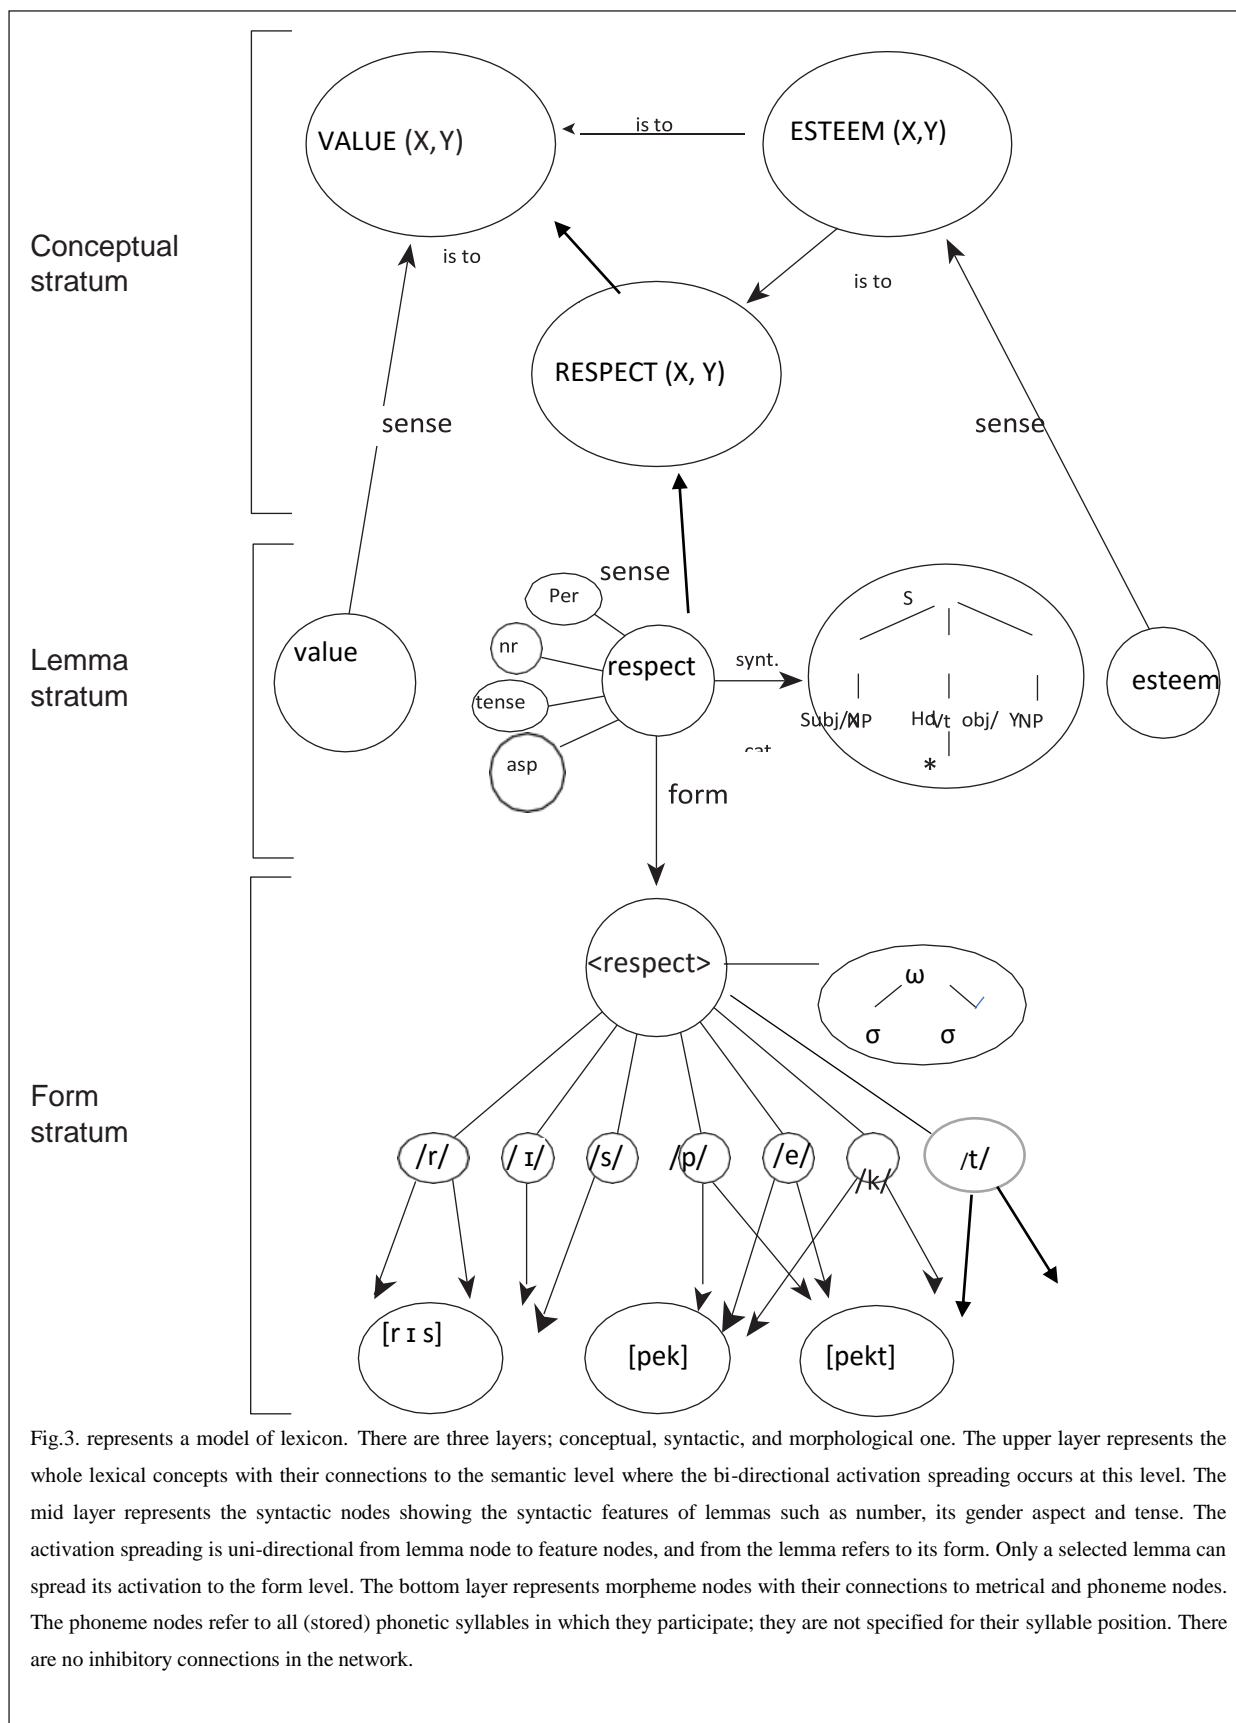 is to
VALUE (X,Y)
ESTEEM (X,Y)
Conceptual
stratum
is to
is to
RESPECT (X, Y)
sense
sense
sense
Per
S
nr
value
respect
synt.
Lemma
stratum
esteem
tense
Subj/X NP Hd Vt obj/ Y NP
cat
asp
*
form
<respect>
ω
σ σ
Form
stratum
/r/ / ɪ/ /s/ /p/ /e/ /k/ /t/
[r ɪ s]
[pek]
[pekt]
Fig.3. represents a model of lexicon. There are three layers; conceptual, syntactic, and morphological one. The upper layer represents the
whole lexical concepts with their connections to the semantic level where the bi-directional activation spreading occurs at this level. The
mid layer represents the syntactic nodes showing the syntactic features of lemmas such as number, its gender aspect and tense. The
activation spreading is uni-directional from lemma node to feature nodes, and from the lemma refers to its form. Only a selected lemma can
spread its activation to the form level. The bottom layer represents morpheme nodes with their connections to metrical and phoneme nodes.
The phoneme nodes refer to all (stored) phonetic syllables in which they participate; they are not specified for their syllable position. There
are no inhibitory connections in the network.